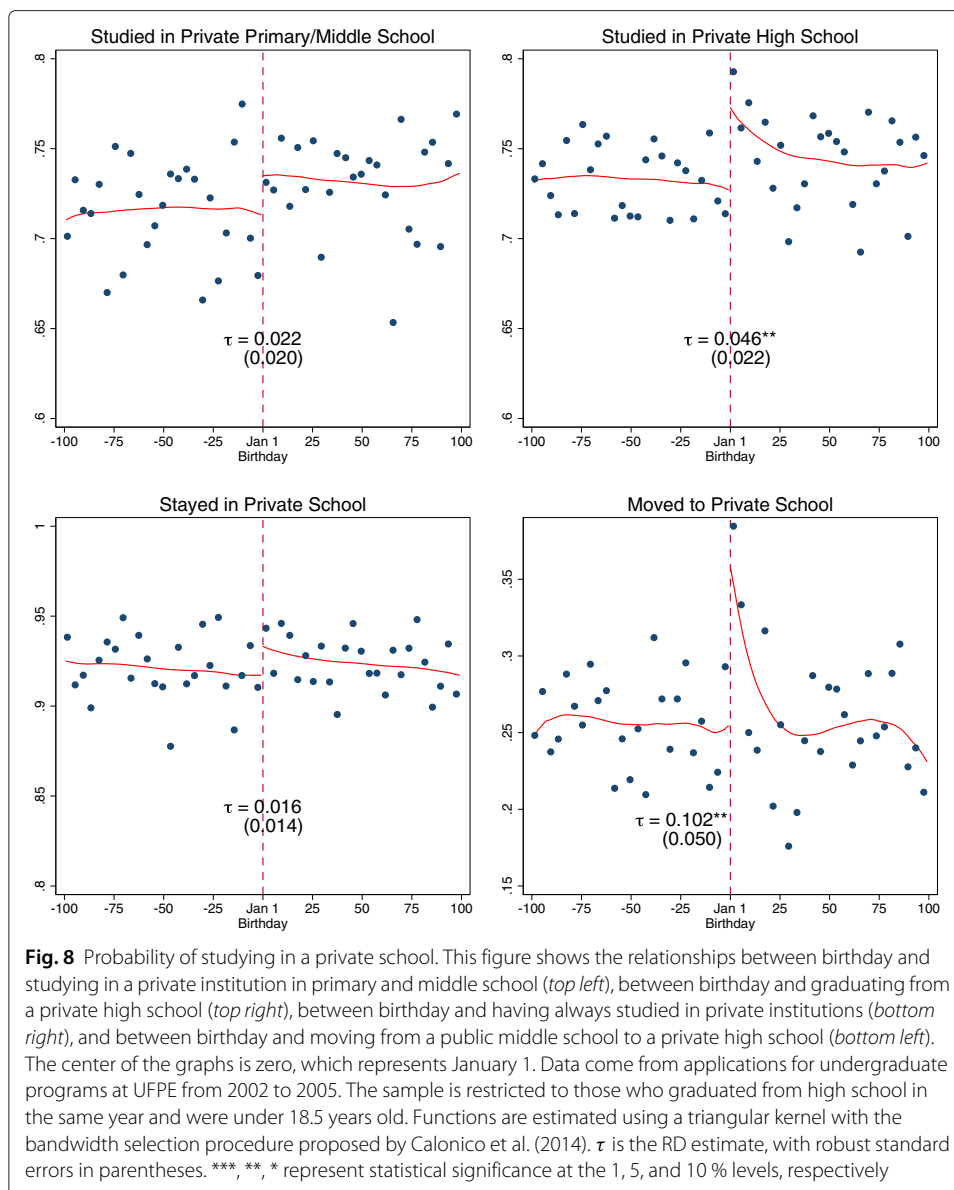 Studied in Private Primary/Middle School
.8
.75
.7
.65
.6
τ = 0.022
(0.020)
-100 -75 -50 -25 Jan 1 25 50 75 100
Birthday
Studied in Private High School
.8
.75
.7
.65
.6
τ = 0.046**
(0.022)
-100 -75 -50 -25 Jan 1 25 50 75 100
Birthday
Stayed in Private School
1
.95
.9
.85
.8
τ = 0.016
(0.014)
-100 -75 -50 -25 Jan 1 25 50 75 100
Birthday
Moved to Private School
.35
.3
.25
.2
.15
τ = 0.102**
(0.050)
-100 -75 -50 -25 Jan 1 25 50 75 100
Birthday
Fig. 8 Probability of studying in a private school. This figure shows the relationships between birthday and
studying in a private institution in primary and middle school (top left), between birthday and graduating from
a private high school (top right), between birthday and having always studied in private institutions (bottom
right), and between birthday and moving from a public middle school to a private high school (bottom left).
The center of the graphs is zero, which represents January 1. Data come from applications for undergraduate
programs at UFPE from 2002 to 2005. The sample is restricted to those who graduated from high school in
the same year and were under 18.5 years old. Functions are estimated using a triangular kernel with the
bandwidth selection procedure proposed by Calonico et al. (2014). τ is the RD estimate, with robust standard
errors in parentheses. ***, **, * represent statistical significance at the 1, 5, and 10 % levels, respectively